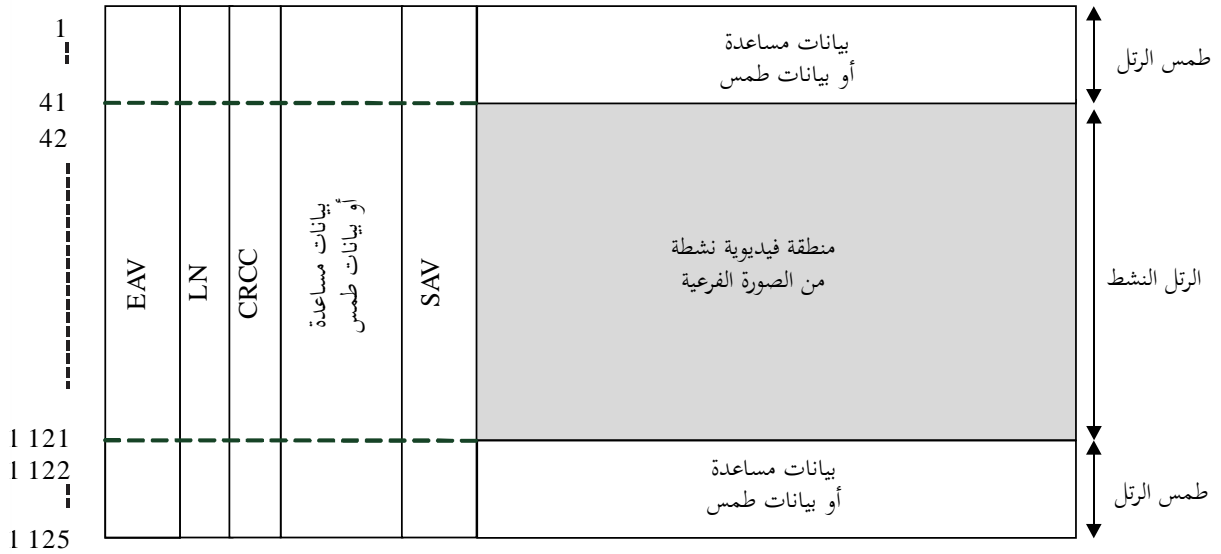 1
بيانات مساعدة
أو بيانات طمس
طمس الرتل
41
42
EAV
LN
CRCC
بيانات مساعدة
أو بيانات طمس
SAV
منطقة فيديوية نشطة
من الصورة الفرعية
الرتل النشط
1 121
1 122
بيانات مساعدة
أو بيانات طمس
طمس الرتل
1 125